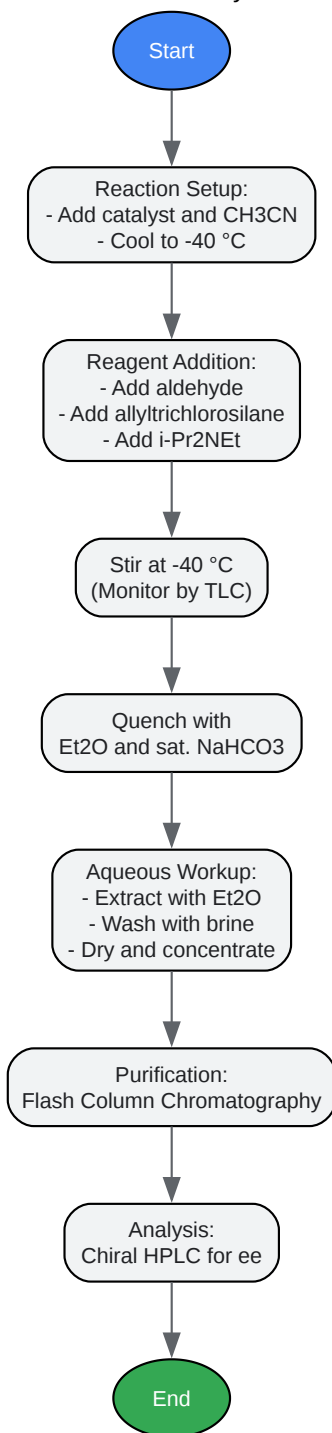 Start
Reaction Setup:
- Add catalyst and CH3CN
- Cool to -40 °C
Reagent Addition:
- Add aldehyde
- Add allyltrichlorosilane
- Add i-Pr2NEt
Stir at -40 °C
(Monitor by TLC)
Quench with
Et2O and sat. NaHCO3
Aqueous Workup:
- Extract with Et2O
- Wash with brine
- Dry and concentrate
Purification:
Flash Column Chromatography
Analysis:
Chiral HPLC for ee
End